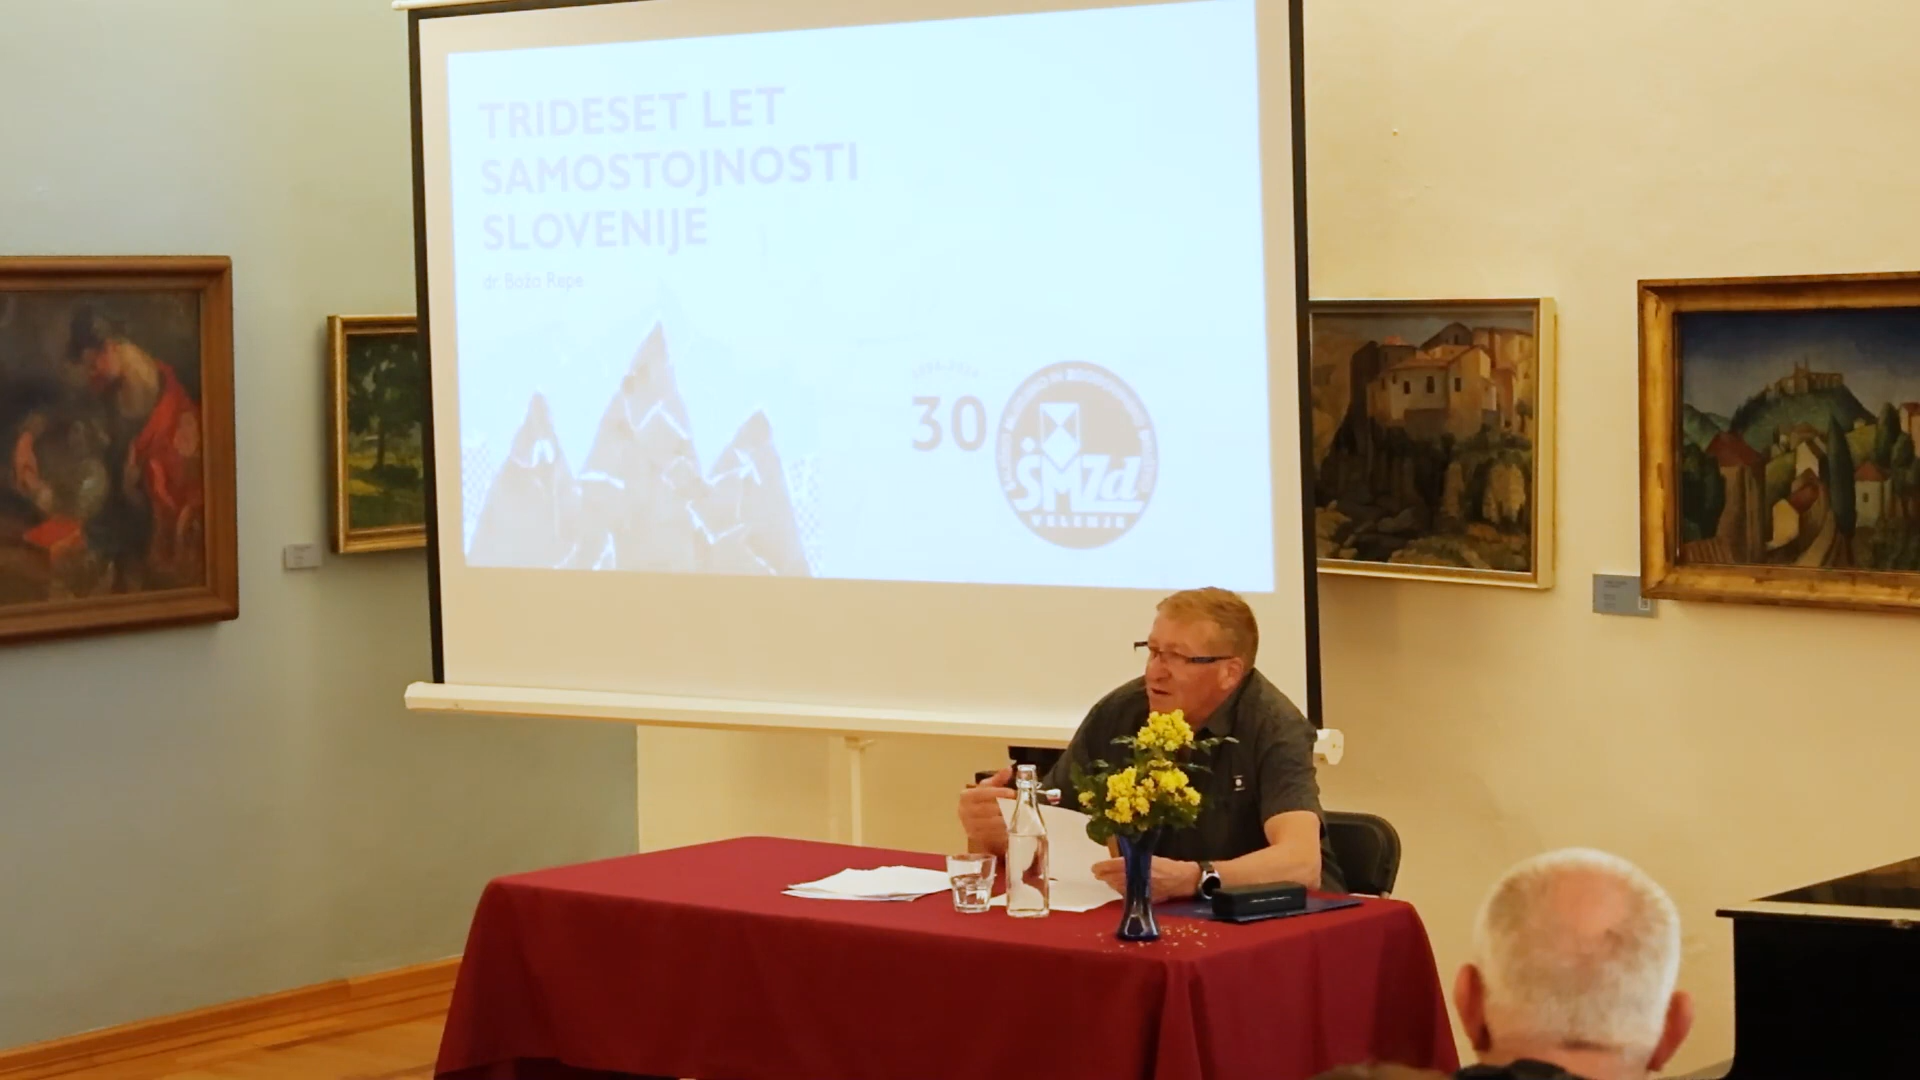 TRIDESET LET
SAMOSTOJNOSTI
SLOVENIJE
dr. Božo Repe
30
ŠMZd
VELENJE